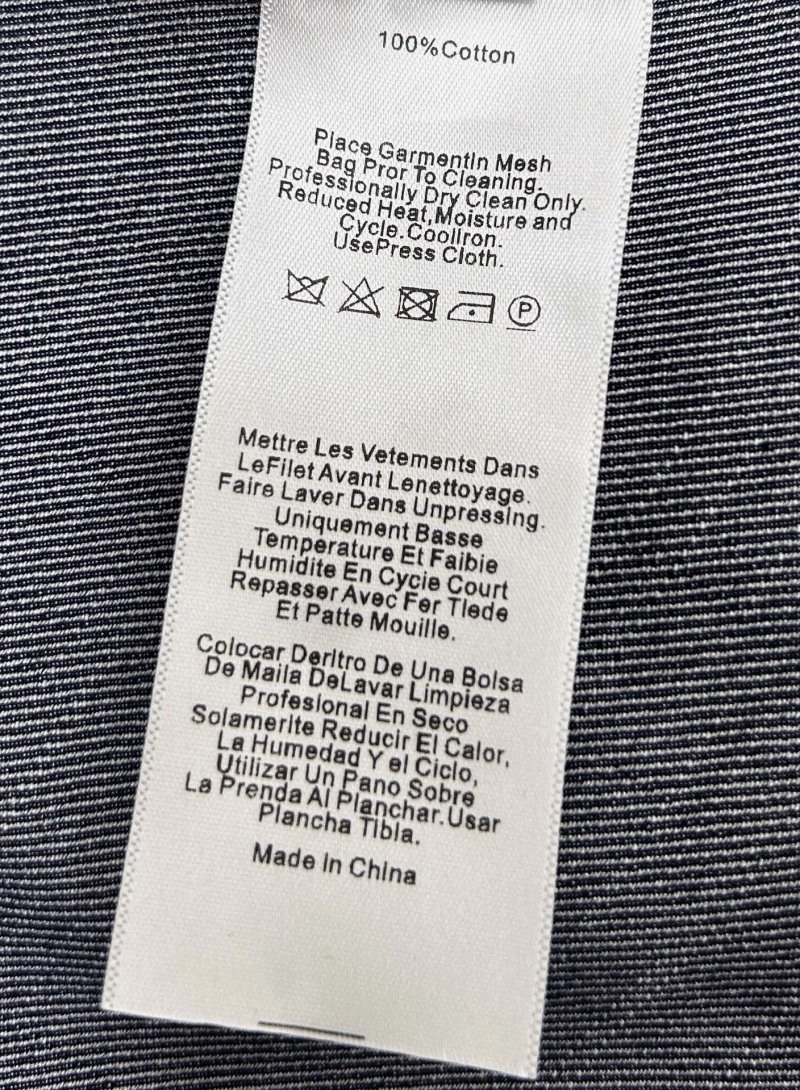 100%Cotton
Place GarmentIn Mesh
Bag Pror To Cleaning.
Professionally Dry Clean Only.
Reduced Heat,Moisture and
Cycle.CoolIron.
UsePress Cloth.
P
Mettre Les Vetements Dans
LeFilet Avant Lenettoyage.
Faire Laver Dans Unpressing.
Uniquement Basse
Temperature Et Faibie
Humidite En Cycie Court
Repasser Avec Fer Tlede
Et Patte Mouille.
Colocar Derltro De Una Bolsa
De Maila DeLavar Limpieza
Profesional En Seco
Solamerlte Reducir El Calor,
La Humedad Y el Ciclo,
Utilizar Un Pano Sobre
La Prenda Al Planchar.Usar
Plancha Tlbla.
Made In China